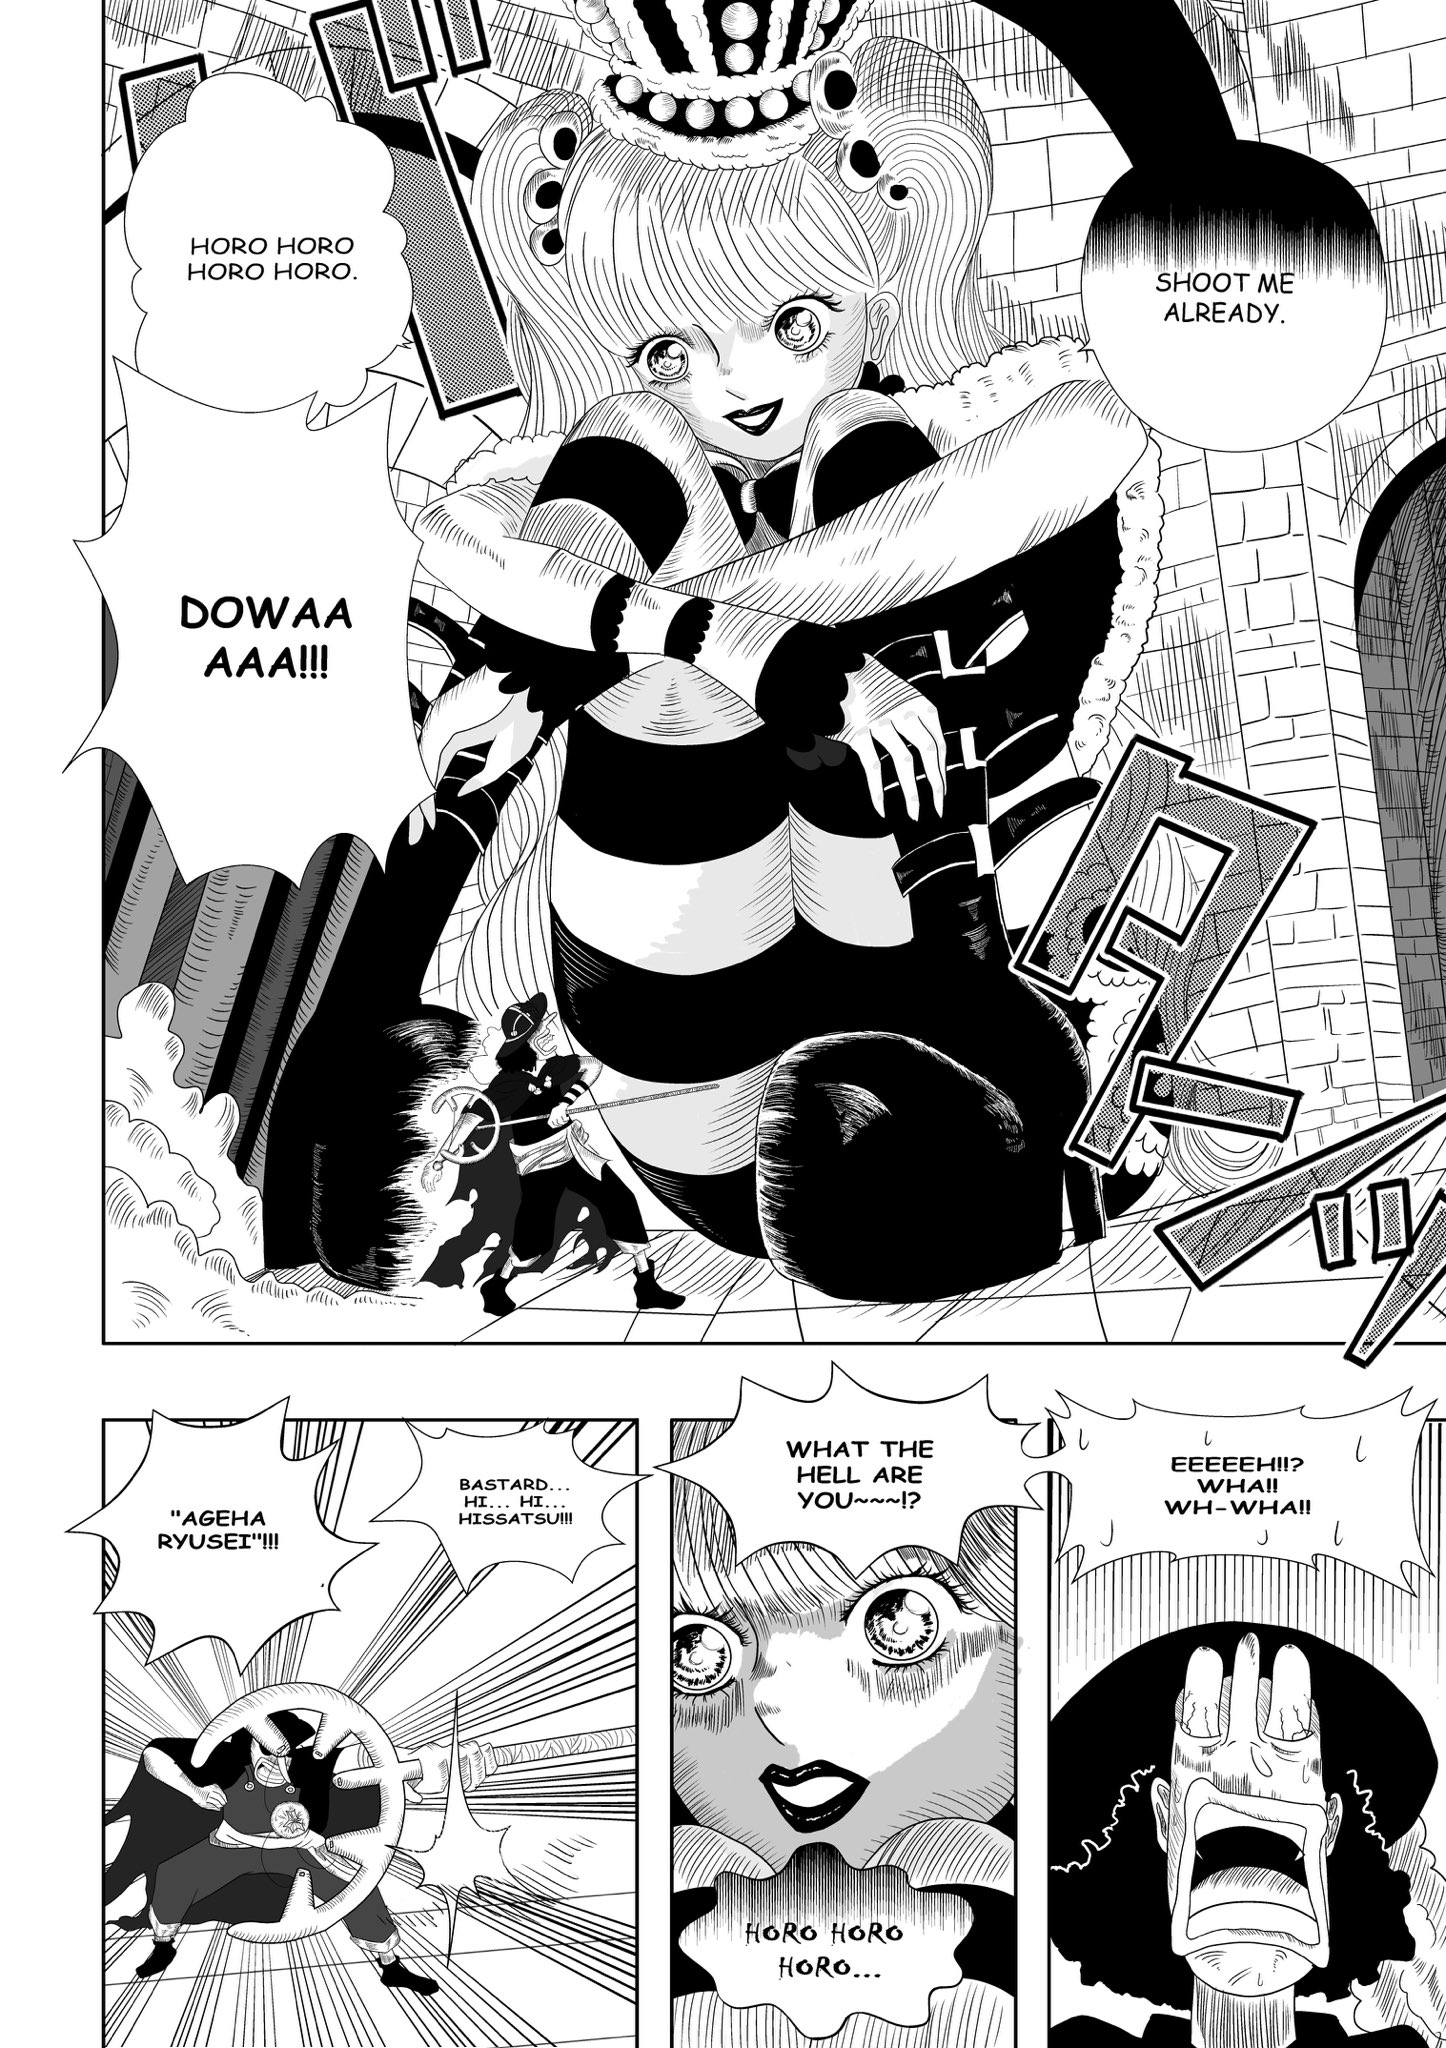 SHOOT ME
ALREADY.
HORO HORO
HORO HORO.
DOWAA
AAA!!!
EEEEEH!!?
WHA!!
WH-WHA!!
WHAT THE
HELL ARE
YOU~~~!?
HORO HORO
HORO...
BASTARD...
HI... HI...
HISSATSU!!!
"AGEHA
RYUSEI"!!!